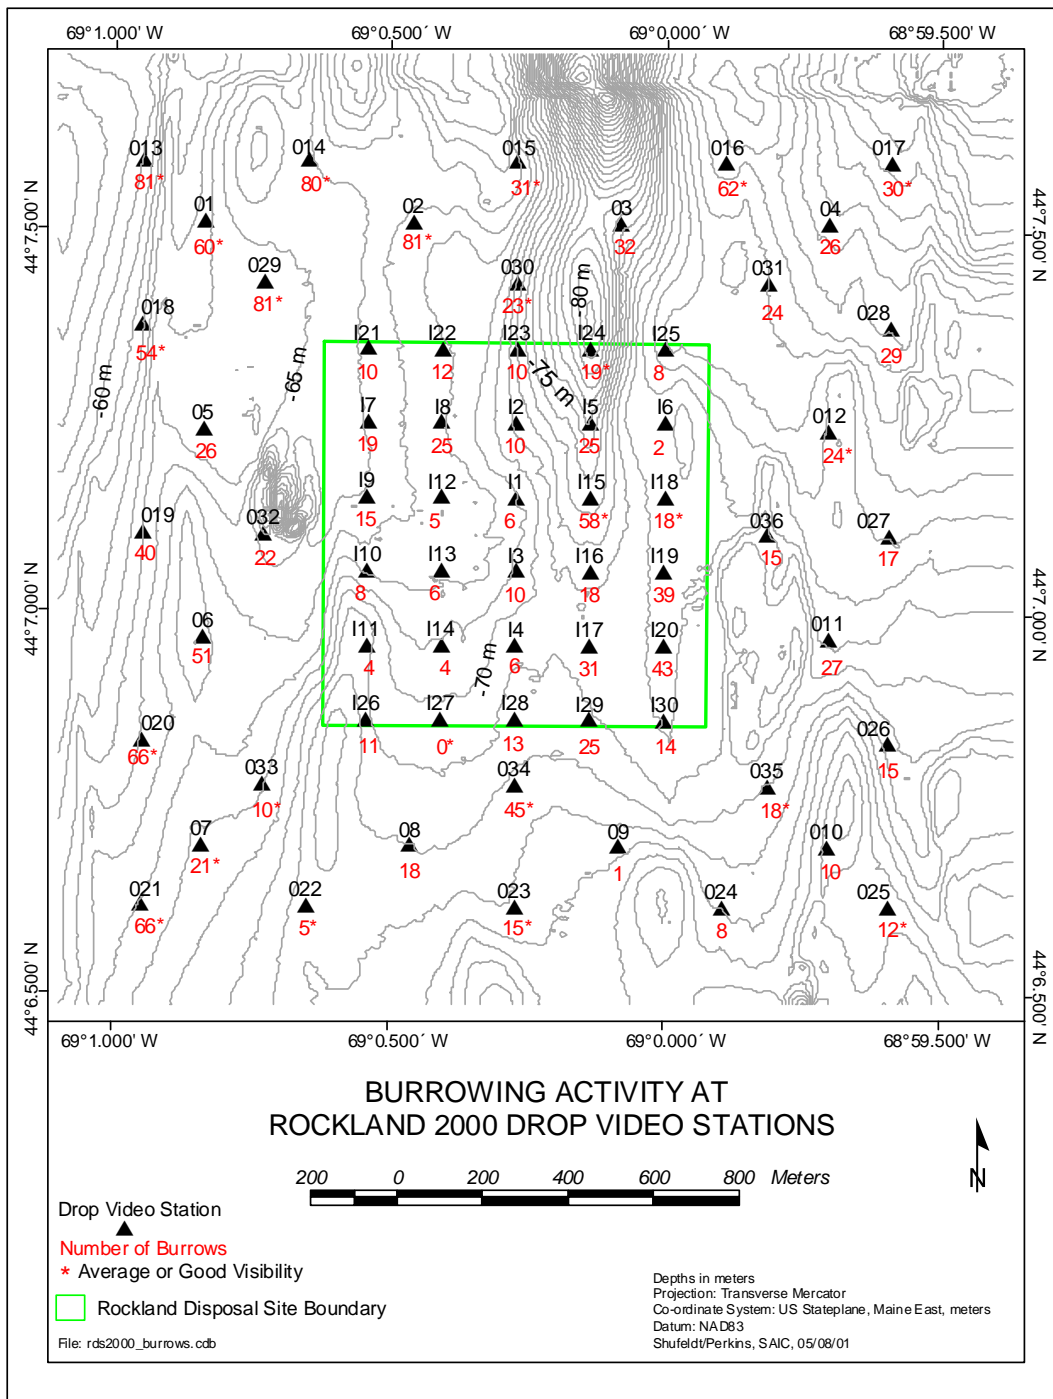 69°1.000' W 69°0.500' W 69°0.000' W 68°59.500' W
013 014 015 016 017
81* 80* 31* 62* 30*
01 02 03 04
60* 81* 32 26
44°7.500' N 44°7.500' N
029 030 031
81* 23* 24
-80 m
018 028
54* 29
I21 I22 I23 I24 I25
10 12 10 19* 8
-65 m
-75 m
-60 m
05 I7 I8 I2 I5 I6 012
26 19 25 10 25 2 24*
I9 I12 I1 I15 I18
15 5 6 58* 18*
019 032 036 027
40 22 15 17
I10 I13 I3 I16 I19
8 6 10 18 39
44°7.000' N 44°7.000' N
06 I11 I14 I4 I17 I20 011
51 4 4 6 31 43 27
-70 m
I26 I27 I28 I29 I30
11 0* 13 25 14
020 026
66* 15
033 034 035
10* 45* 18*
07 08 09 010
21* 18 1 10
021 022 023 024 025
66* 5* 15* 8 12*
44°6.500' N 44°6.500' N
69°1.000' W 69°0.500´ W 69°0.000' W 68°59.500' W
BURROWING ACTIVITY AT
ROCKLAND 2000 DROP VIDEO STATIONS
200 0 200 400 600 800 Meters
N
Drop Video Station
Number of Burrows
* Average or Good Visibility
Rockland Disposal Site Boundary
File: rds2000_burrows.cdb
Depths in meters
Projection: Transverse Mercator
Co-ordinate System: US Stateplane, Maine East, meters
Datum: NAD83
Shufeldt/Perkins, SAIC, 05/08/01